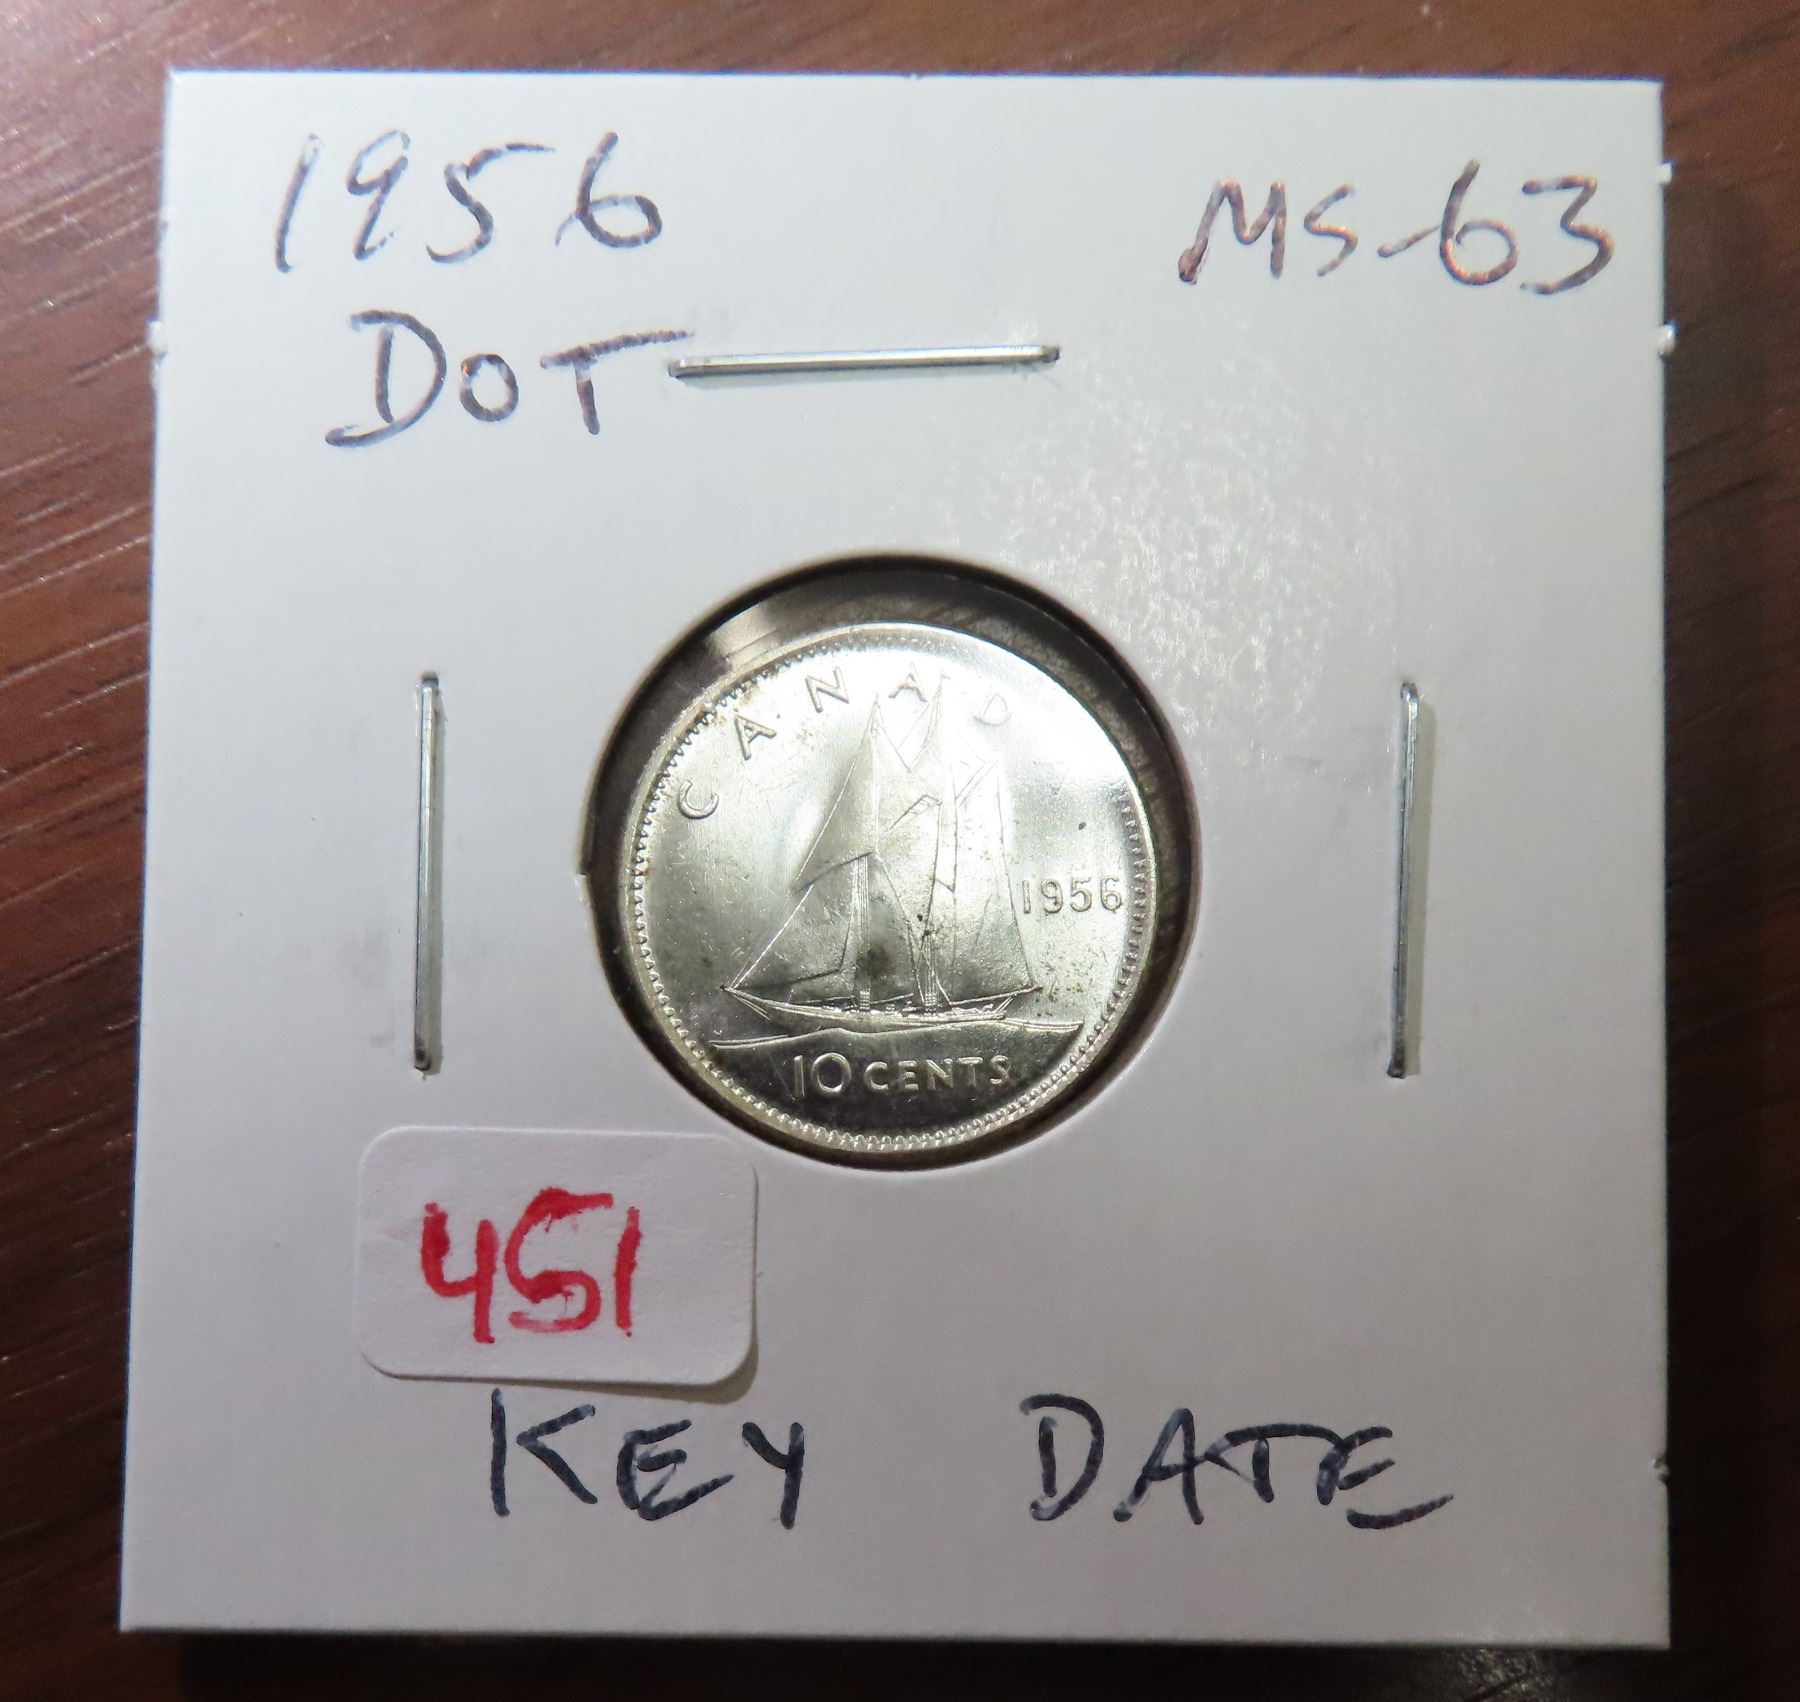 1956 MS-63
DOT
CANADA
1956
10 CENTS
451
KEY DATE